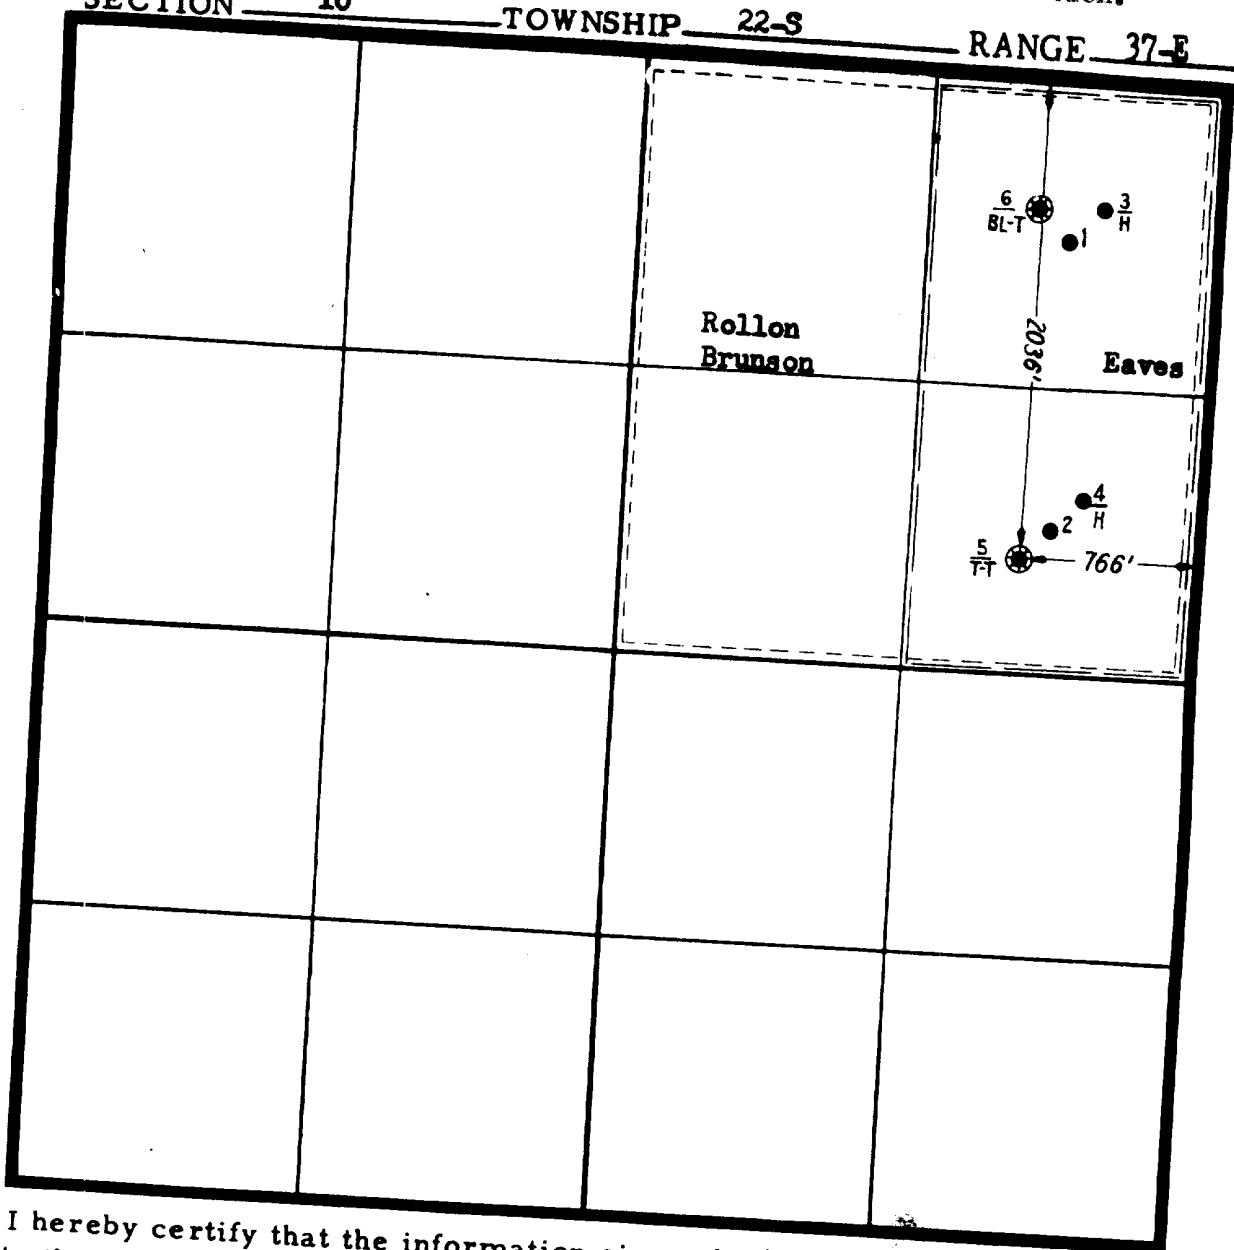 SECTION 10 TOWNSHIP 22-S RANGE 37-E
6
BL-T
3
H
1
2036'
Rollon
Brunson
Eaves
4
H
2
5
T-T
766'
I hereby certify that the information